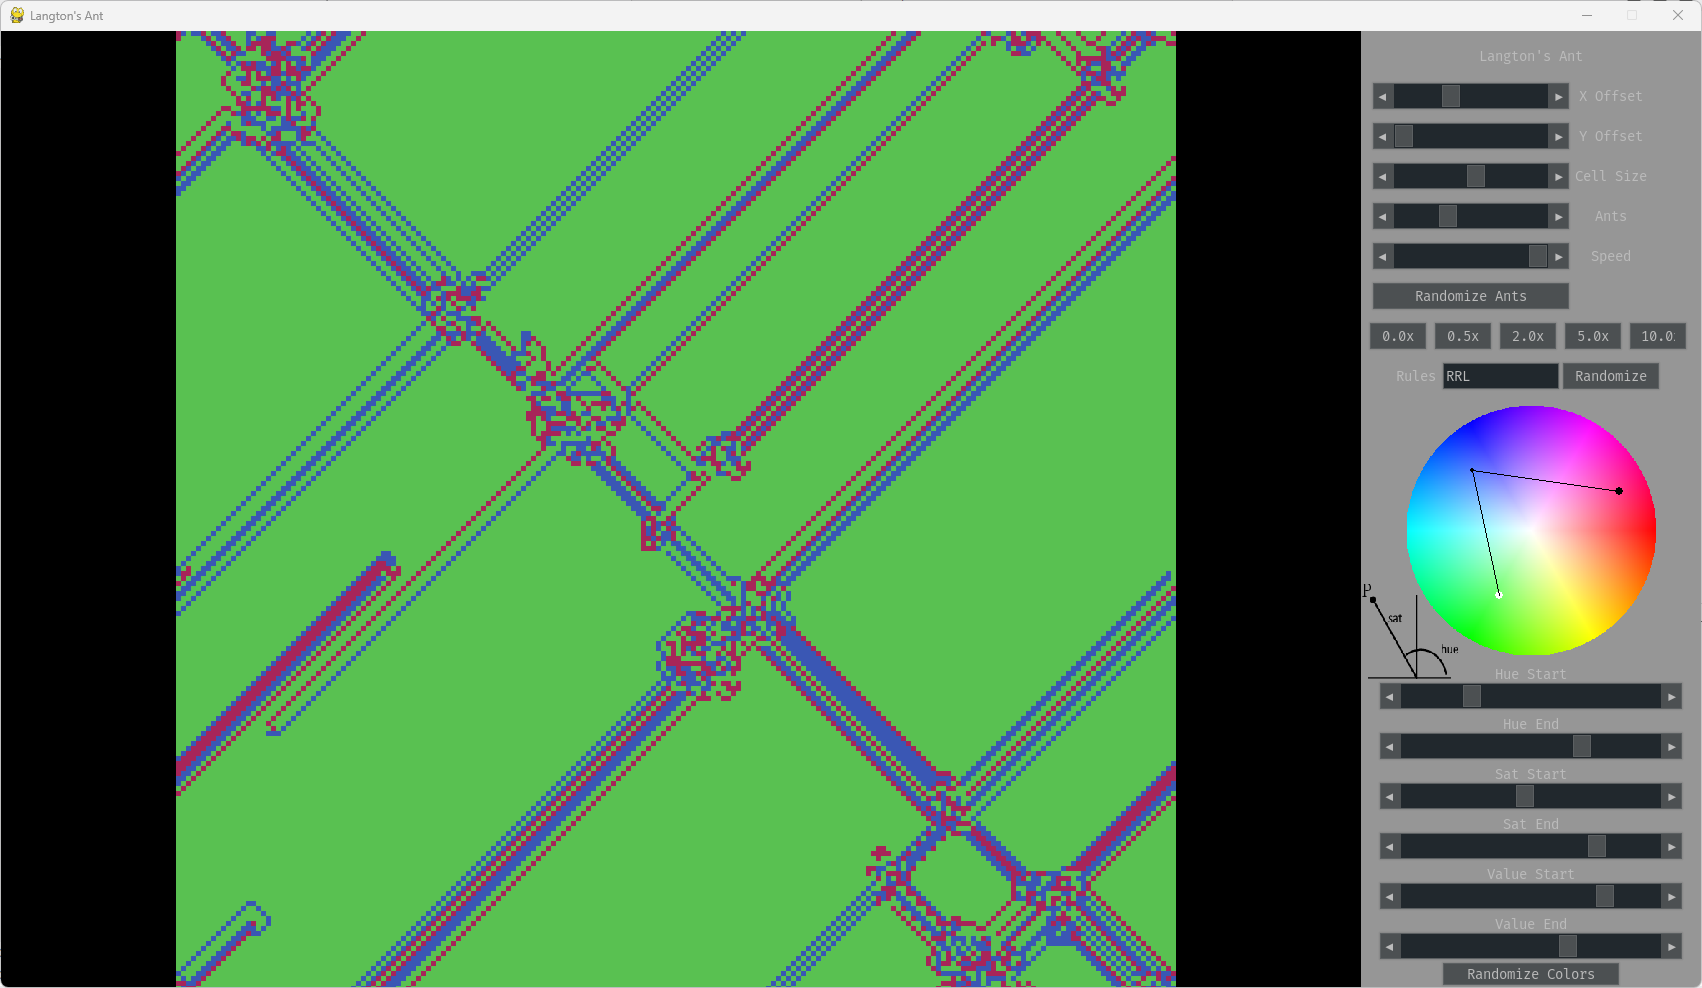 Langton's Ant
Langton's Ant
X Offset
Y Offset
Cell Size
Ants
Speed
Randomize Ants
0.0x 0.5x 2.0x 5.0x 10.0
Rules RRL Randomize
P
sat
hue
Hue Start
Hue End
Sat Start
Sat End
Value Start
Value End
Randomize Colors